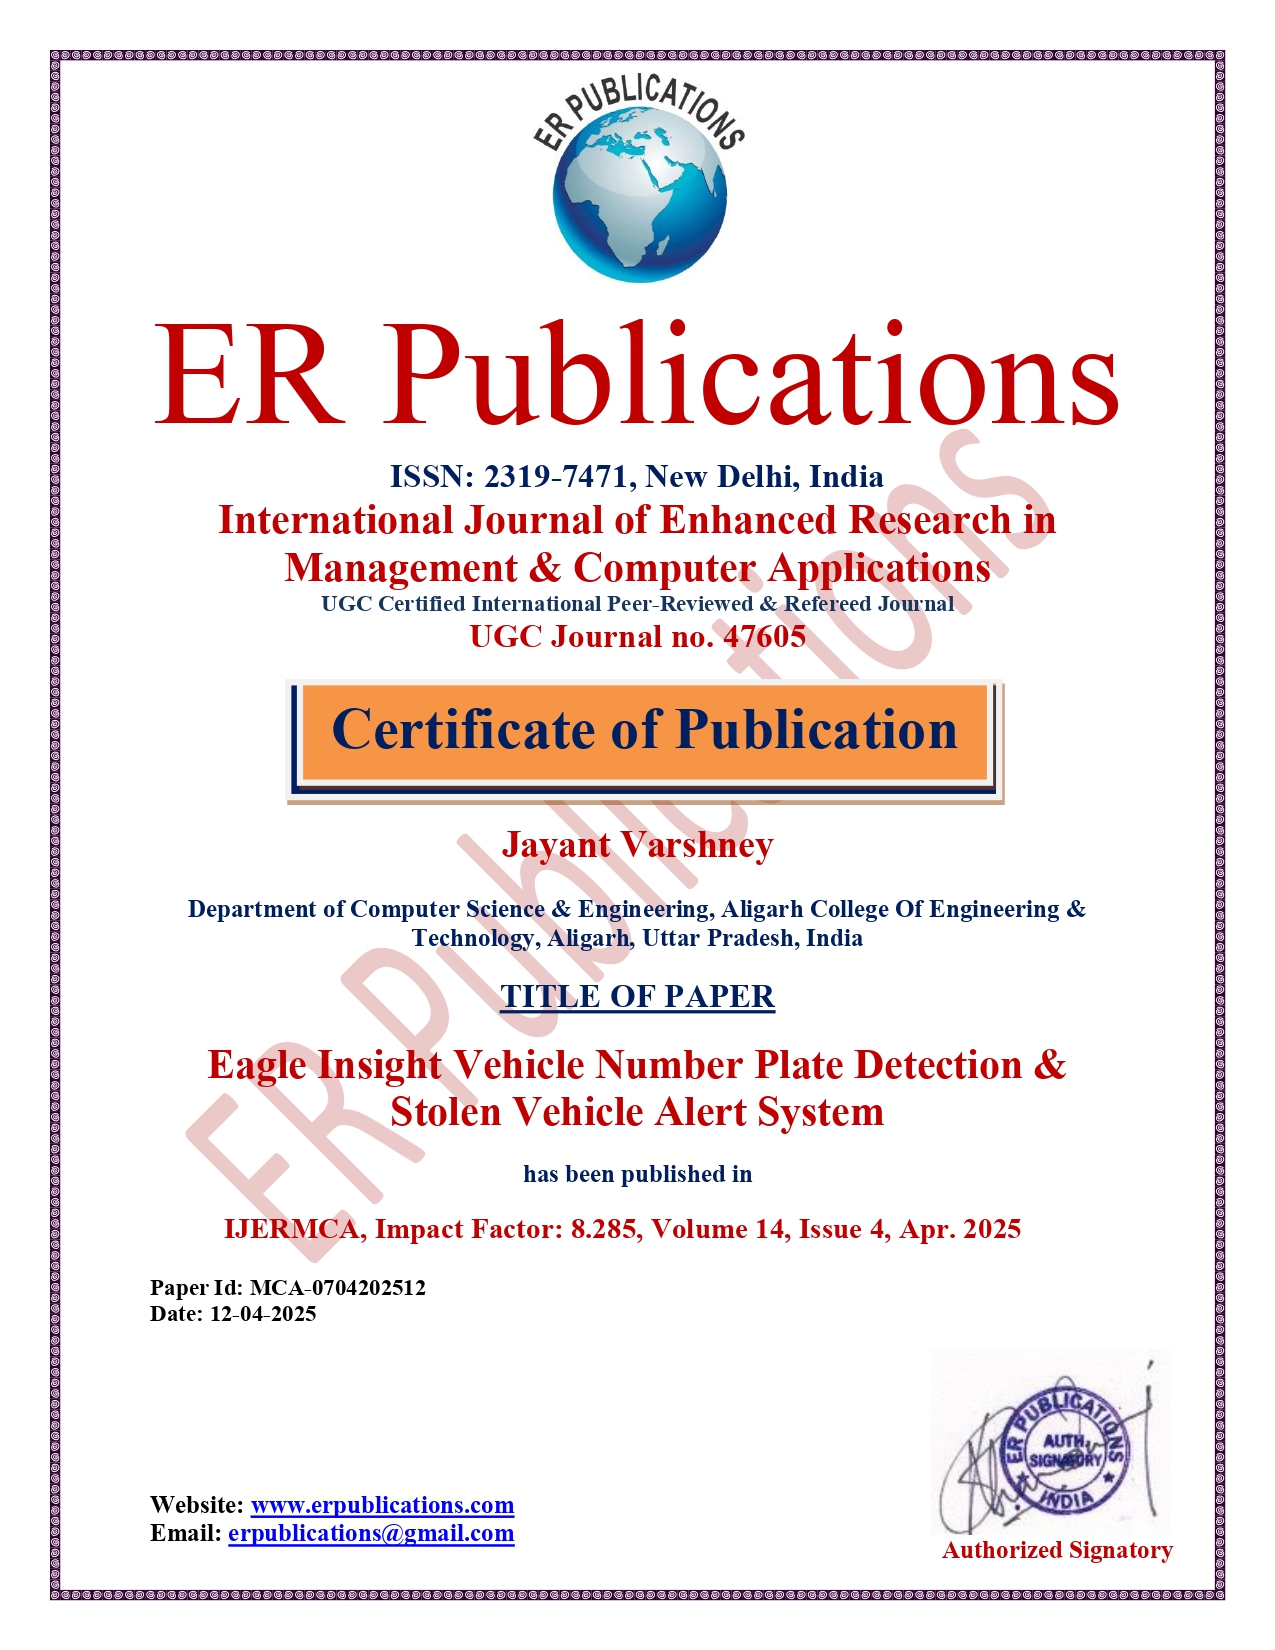 ER PUBLICATIONS
ER Publications
ISSN: 2319-7471, New Delhi, India
International Journal of Enhanced Research in
Management & Computer Applications
UGC Certified International Peer-Reviewed & Refereed Journal
UGC Journal no. 47605
Certificate of Publication
Jayant Varshney
Department of Computer Science & Engineering, Aligarh College Of Engineering &
Technology, Aligarh, Uttar Pradesh, India
TITLE OF PAPER
Eagle Insight Vehicle Number Plate Detection &
Stolen Vehicle Alert System
has been published in
IJERMCA, Impact Factor: 8.285, Volume 14, Issue 4, Apr. 2025
Paper Id: MCA-0704202512
Date: 12-04-2025
ER PUBLICATIONS
AUTH.
SIGNATORY
INDIA
Website: www.erpublications.com
Email: erpublications@gmail.com
Authorized Signatory
ER Publications